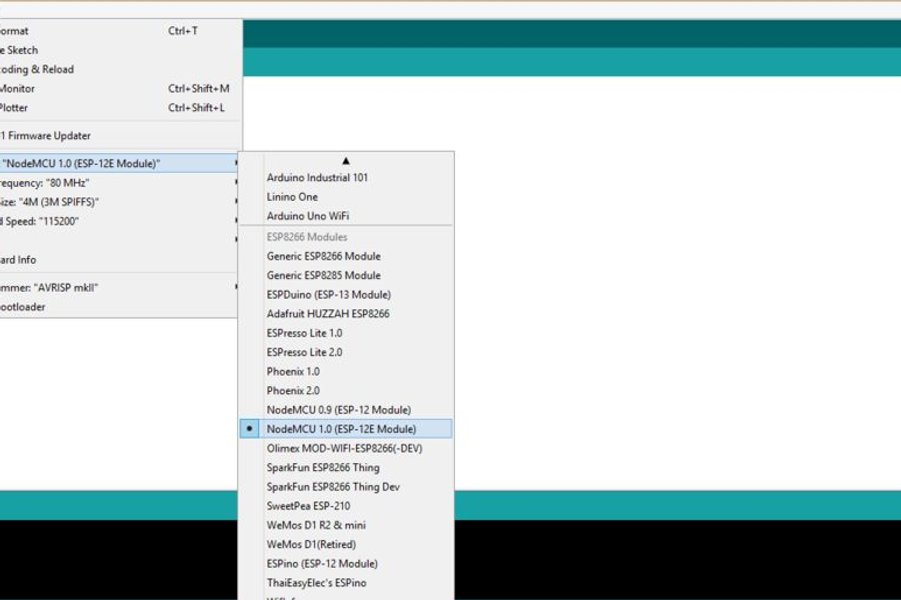 ormat Ctrl+T
e Sketch
coding & Reload
Monitor Ctrl+Shift+M
Plotter Ctrl+Shift+L
1 Firmware Updater
"NodeMCU 1.0 (ESP-12E Module)"
requency: "80 MHz"
ize: "4M (3M SPIFFS)"
d Speed: "115200"
ard Info
mmer: "AVRISP mkII"
ootloader
Arduino Industrial 101
Linino One
Arduino Uno WiFi
ESP8266 Modules
Generic ESP8266 Module
Generic ESP8285 Module
ESPDuino (ESP-13 Module)
Adafruit HUZZAH ESP8266
ESPresso Lite 1.0
ESPresso Lite 2.0
Phoenix 1.0
Phoenix 2.0
NodeMCU 0.9 (ESP-12 Module)
NodeMCU 1.0 (ESP-12E Module)
Olimex MOD-WIFI-ESP8266(-DEV)
SparkFun ESP8266 Thing
SparkFun ESP8266 Thing Dev
SweetPea ESP-210
WeMos D1 R2 & mini
WeMos D1(Retired)
ESPino (ESP-12 Module)
ThaiEasyElec's ESPino